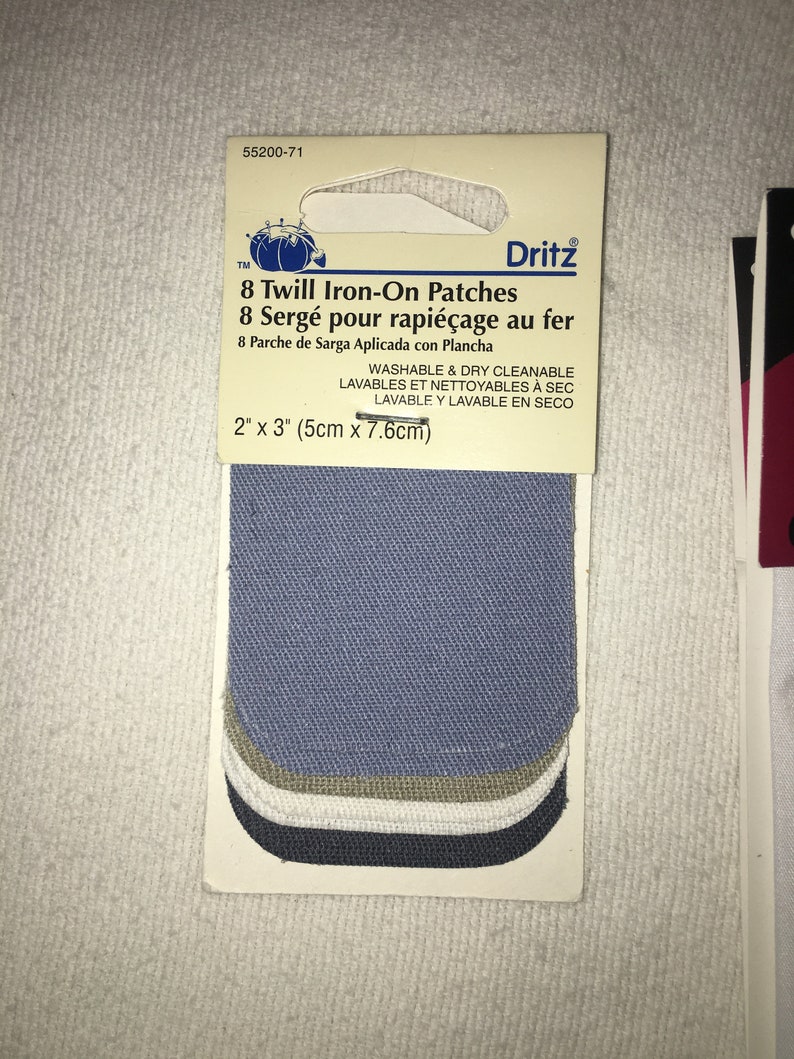 55200-71
TM
Dritz®
8 Twill Iron-On Patches
8 Sergé pour rapiéçage au fer
8 Parche de Sarga Aplicada con Plancha
WASHABLE & DRY CLEANABLE
LAVABLES ET NETTOYABLES À SEC
LAVABLE Y LAVABLE EN SECO
2" x 3" (5cm x 7.6cm)